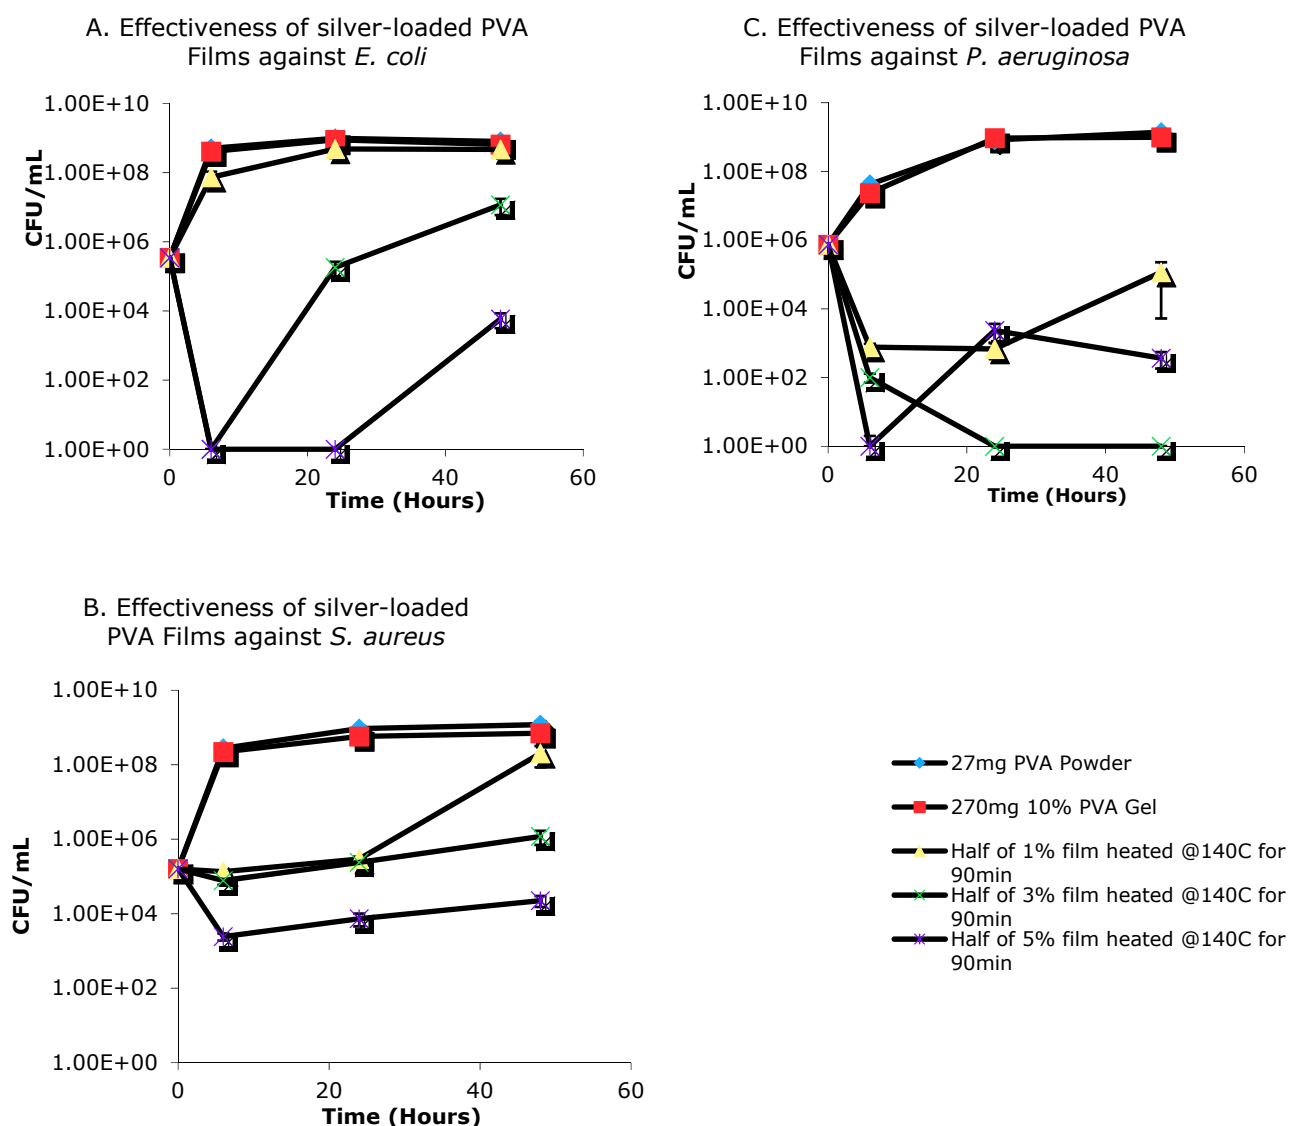 A. Effectiveness of silver-loaded PVA
Films against E. coli
1.00E+10
1.00E+08
1.00E+06
1.00E+04
1.00E+02
1.00E+00
CFU/mL
0 20 40 60
Time (Hours)
C. Effectiveness of silver-loaded PVA
Films against P. aeruginosa
1.00E+10
1.00E+08
1.00E+06
1.00E+04
1.00E+02
1.00E+00
CFU/mL
0 20 40 60
Time (Hours)
B. Effectiveness of silver-loaded
PVA Films against S. aureus
1.00E+10
1.00E+08
1.00E+06
1.00E+04
1.00E+02
1.00E+00
CFU/mL
0 20 40 60
Time (Hours)
27mg PVA Powder
270mg 10% PVA Gel
Half of 1% film heated @140C for
90min
Half of 3% film heated @140C for
90min
Half of 5% film heated @140C for
90min